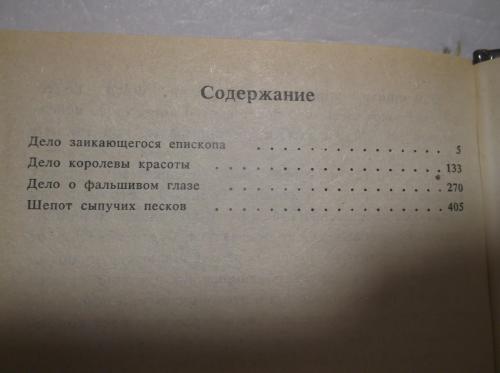 Содержание
Дело заикающегося епископа . . . . . . . . . . . . . . 5
Дело королевы красоты . . . . . . . . . . . . . . . . . 133
Дело о фальшивом глазе . . . . . . . . . . . . . . . . . 270
Шепот сыпучих песков . . . . . . . . . . . . . . . . . 405